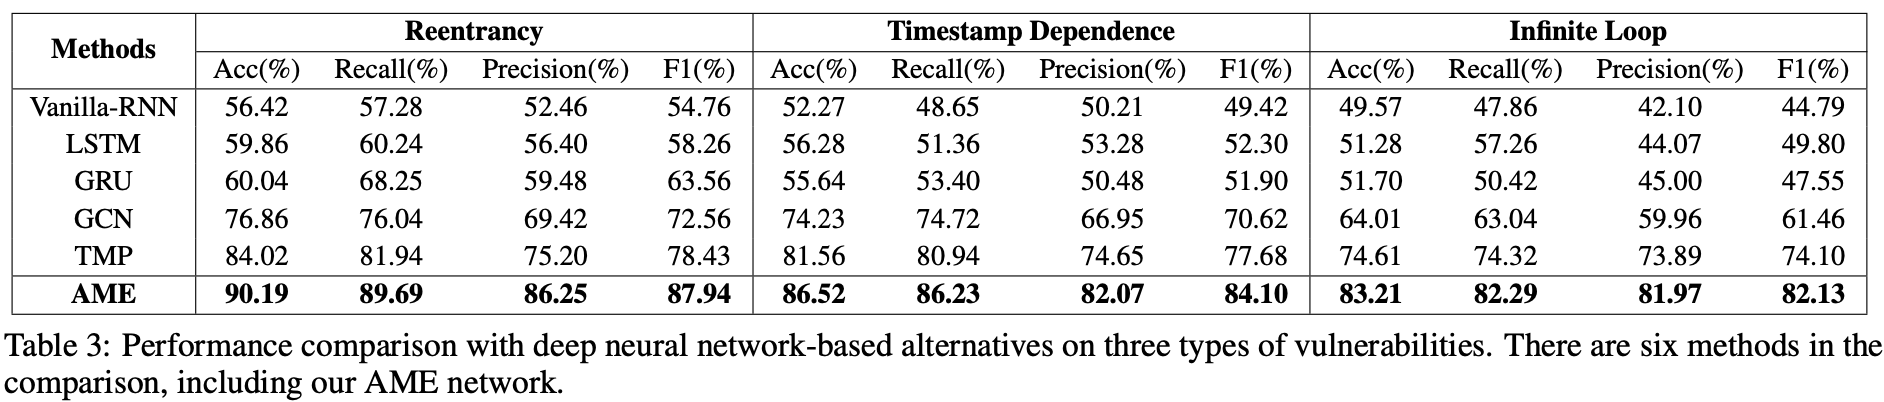 Methods Reentrancy Timestamp Dependence Infinite Loop
Acc(%) Recall(%) Precision(%) F1(%) Acc(%) Recall(%) Precision(%) F1(%) Acc(%) Recall(%) Precision(%) F1(%)
Vanilla-RNN 56.42 57.28 52.46 54.76 52.27 48.65 50.21 49.42 49.57 47.86 42.10 44.79
LSTM 59.86 60.24 56.40 58.26 56.28 51.36 53.28 52.30 51.28 57.26 44.07 49.80
GRU 60.04 68.25 59.48 63.56 55.64 53.40 50.48 51.90 51.70 50.42 45.00 47.55
GCN 76.86 76.04 69.42 72.56 74.23 74.72 66.95 70.62 64.01 63.04 59.96 61.46
TMP 84.02 81.94 75.20 78.43 81.56 80.94 74.65 77.68 74.61 74.32 73.89 74.10
AME 90.19 89.69 86.25 87.94 86.52 86.23 82.07 84.10 83.21 82.29 81.97 82.13
Table 3: Performance comparison with deep neural network-based alternatives on three types of vulnerabilities. There are six methods in the
comparison, including our AME network.